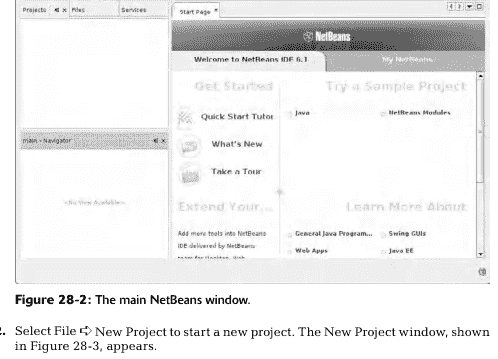 Projects Files Services
Start Page
NetBeans
Welcome to NetBeans IDE 6.1 My NetBeans
Get Started Try a Sample Project
Quick Start Tutor Java NetBeans Modules
What's New
main - Navigator
Take a Tour
<No View Available>
Extend Your... Learn More About
Add more tools into NetBeans General Java Program... Swing GUIs
IDE delivered by NetBeans Web Apps Java EE
team for Desktop, Web
Figure 28-2: The main NetBeans window.
2. Select File ➪ New Project to start a new project. The New Project window, shown
in Figure 28-3, appears.